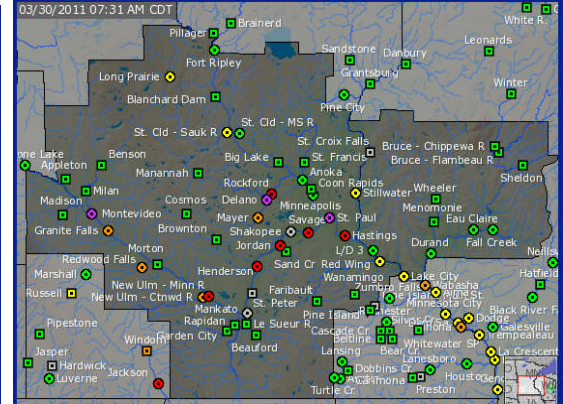 03/30/2011 07:31 AM CDT
Brainerd
White R.
Pillager
Fort Ripley
Leonards
Sandstone
Danbury
Grantsburg
Long Prairie
Winter
Blanchard Dam
Pine City
St. Cld - MS R
St. Cld - Sauk R
St. Croix Falls
Bruce - Chippewa R
Bruce - Flambeau R
Benson
Big Lake
St. Francis
Appleton
Sheldon
Manannah
Anoka
Milan
Rockford
Coon Rapids
Wheeler
Madison
Cosmos
Delano
Minneapolis
Stillwater
Menomonie
Montevideo
Mayer
Savage
St. Paul
Eau Claire
Granite Falls
Brownton
Shakopee
Hastings
Fall Creek
Jordan
L/D 3
Durand
Morton
Sand Cr
Red Wing
Redwood Falls
Henderson
Wanamingo
Lake City
Marshall
Zumbro Falls
Wabasha
Hatfield
New Ulm - Minn R
Faribault
Russell
New Ulm - Ctnwd R
St. Peter
Minnesota City
Mankato
Pine Island
Dodge
Galesville
Pipestone
Rapidan
Le Sueur R
Cascade Cr
Garden City
Beltline
Trempealeau
Windom
Beauford
Bear Cr
Whitewater SP
Jasper
Lansing
Lanesboro
La Crescent
Hardwick
Dobbins Cr
Luverne
Jackson
Turtle Cr.
Preston